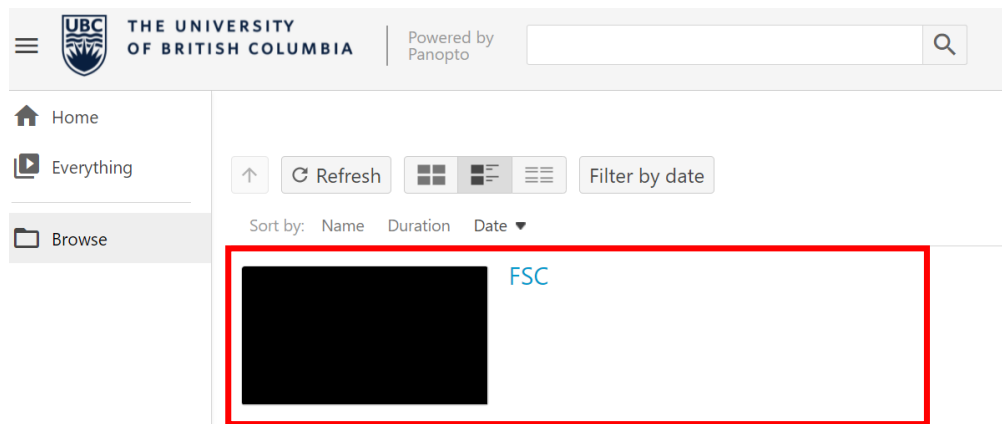 UBC
THE UNIVERSITY
OF BRITISH COLUMBIA
Powered by
Panopto
Home
Everything
Browse
Refresh
Filter by date
Sort by: Name Duration Date
FSC